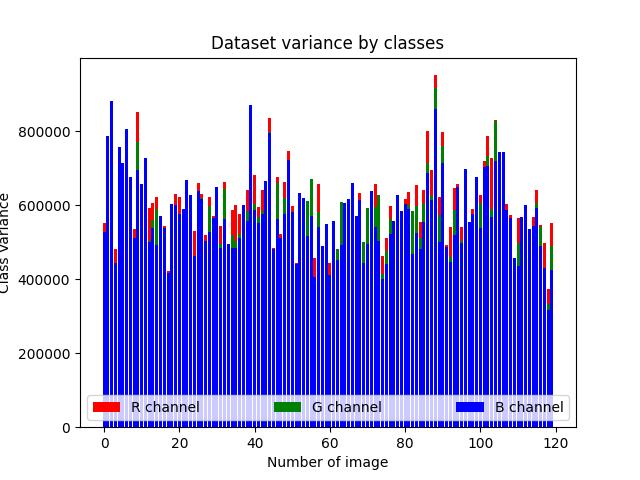 Dataset variance by classes
Class variance
800000
600000
400000
200000
0
R channel
G channel
B channel
0 20 40 60 80 100 120
Number of image